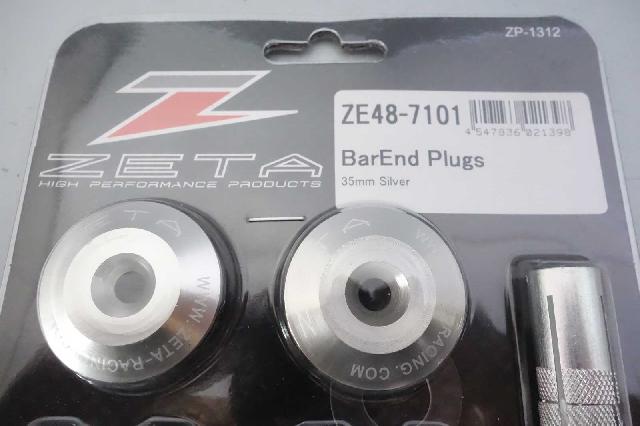 ZP-1312
ZE48-7101
4 547836 021398
BarEnd Plugs
35mm Silver
ZETA
HIGH PERFORMANCE PRODUCTS
ZETA
WWW.ZETA-RACING
RACING.COM